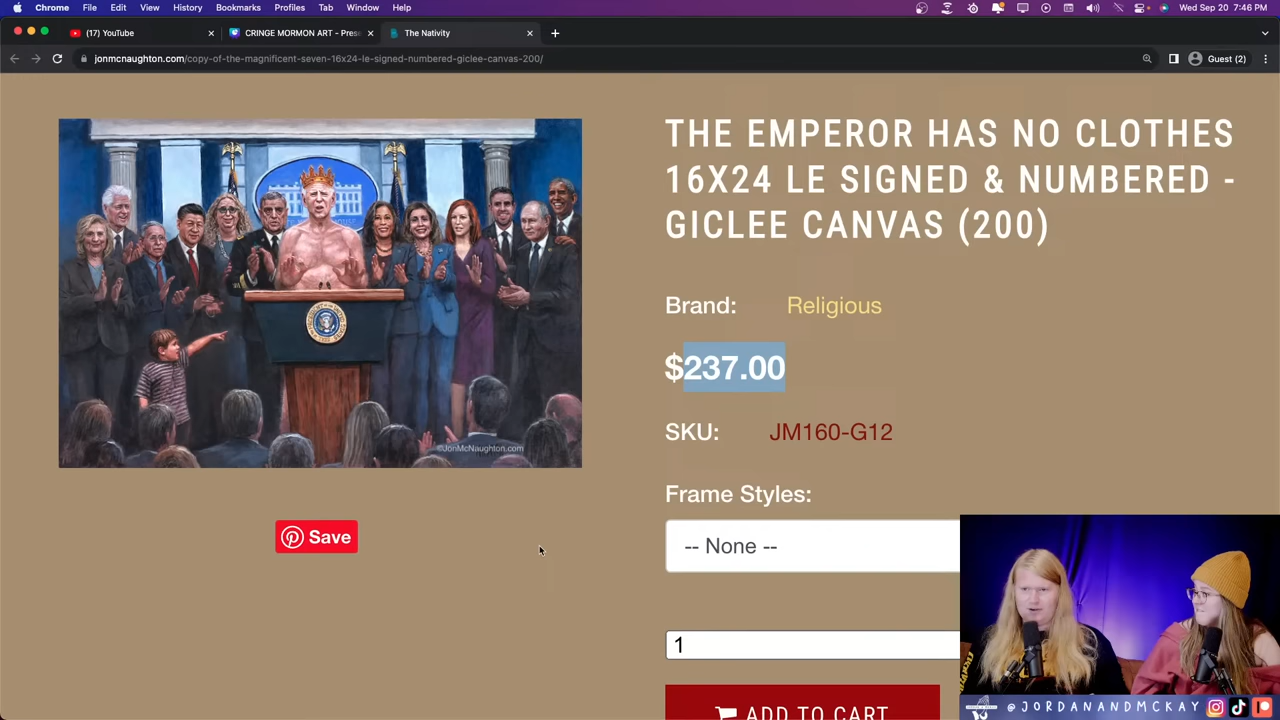 Chrome File Edit View History Bookmarks Profiles Tab Window Help
Wed Sep 20 7:46 PM
(17) YouTube
CRINGE MORMON ART - Prese
The Nativity
jonmcnaughton.com/copy-of-the-magnificent-seven-16x24-le-signed-numbered-giclee-canvas-200/
Guest (2)
THE EMPEROR HAS NO CLOTHES
16X24 LE SIGNED & NUMBERED -
GICLEE CANVAS (200)
Brand: Religious
$237.00
SKU: JM160-G12
©JonMcNaughton.com
Frame Styles:
Save
-- None --
1
ADD TO CART
@JORDANANDMCKAY